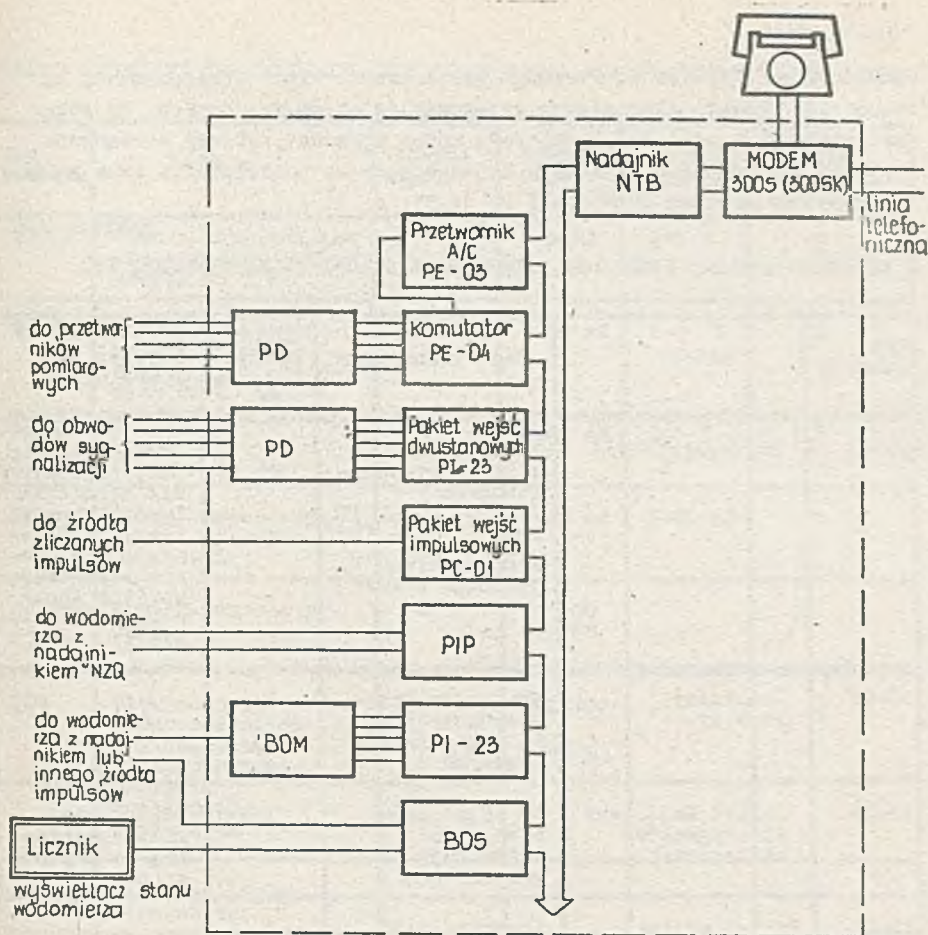 Nadajnik
NTB
MODEM
300S (300SK)
linia
telefo-
niczna
Przetwornik
A/C
PE-03
do przetwor-
ników
pomiaro-
wych
PD
Komutator
PE-04
do obwo-
dów syg-
nalizacji
PD
Pakiet wejść
dwustanowych
PI-23
do źródła
zliczanych
impulsów
Pakiet wejść
impulsowych
PC-01
do wodomie-
rza z
nadajni-
kiem NZQ
PIP
do wodomie-
rza z nadaj-
nikiem lub
innego źródła
impulsów
BOM
PI-23
BOS
Licznik
wyświetlacz stanu
wodomierza